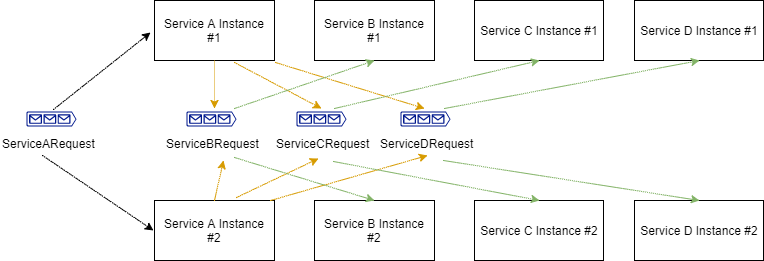 Service A Instance
#1
Service B Instance
#1
Service C Instance #1
Service D Instance #1
ServiceARequest
ServiceBRequest
ServiceCRequest
ServiceDRequest
Service A Instance
#2
Service B Instance
#2
Service C Instance #2
Service D Instance #2